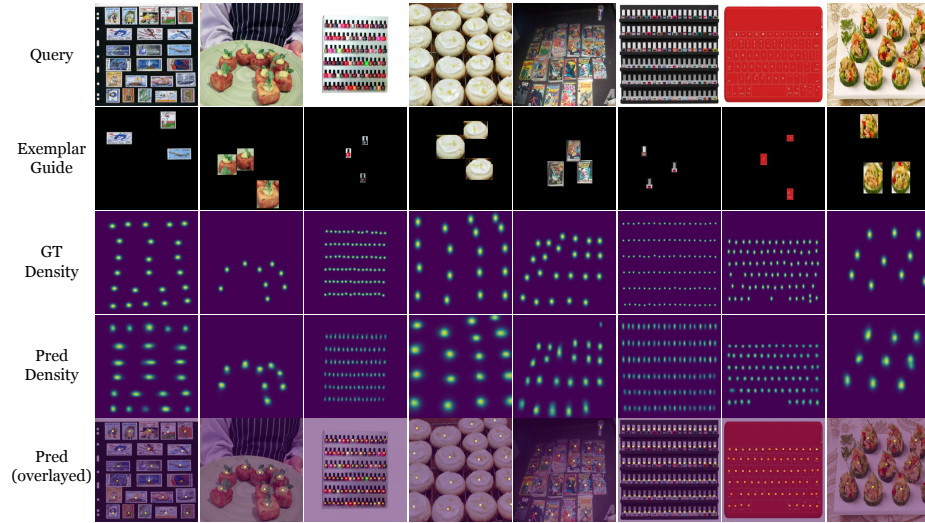 Query
Exemplar
Guide
GT
Density
Pred
Density
Pred
(overlayed)